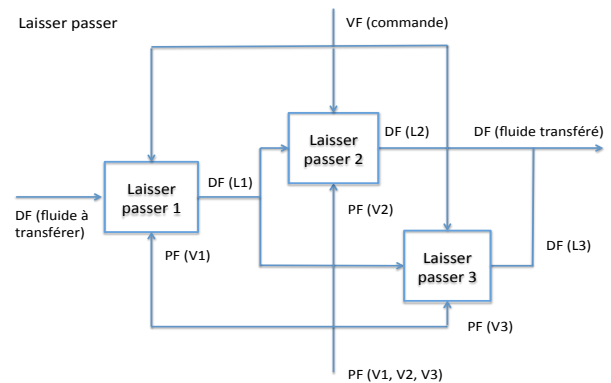 Laisser passer
VF (commande)
Laisser
passer 2
DF (L2)
DF (fluide transféré)
Laisser
passer 1
DF (L1)
DF (fluide à
transférer)
PF (V2)
PF (V1)
Laisser
passer 3
DF (L3)
PF (V3)
PF (V1, V2, V3)